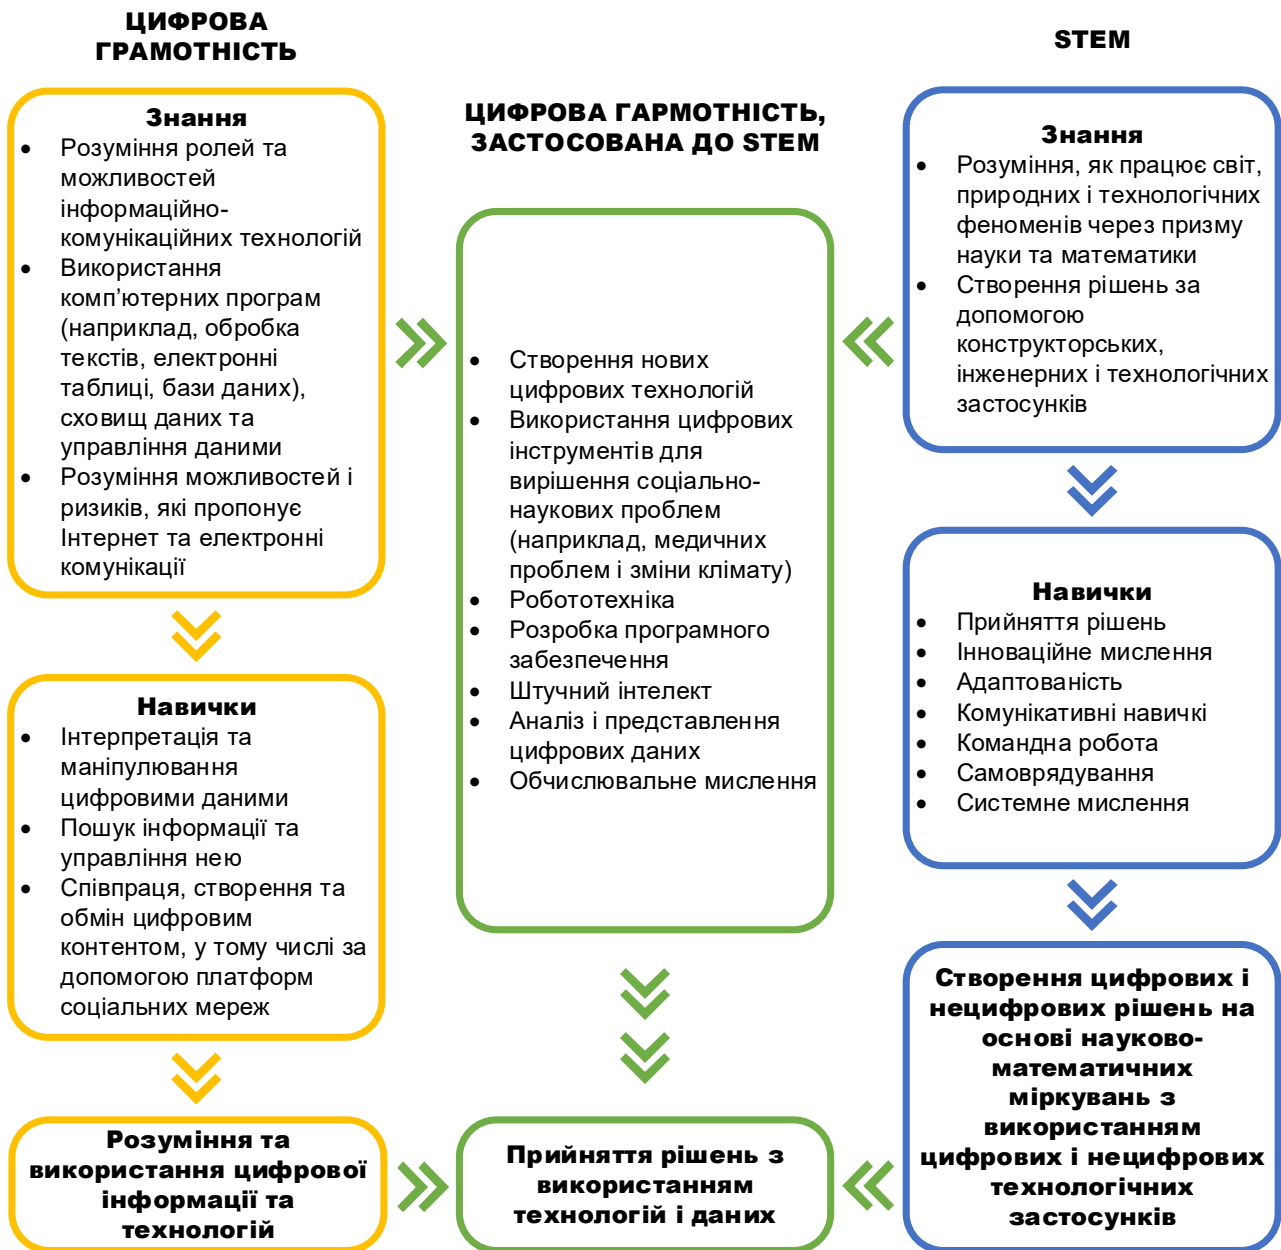 ЦИФРОВА
ГРАМОТНІСТЬ
Знання
• Розуміння ролей та
можливостей
інформаційно-
комунікаційних технологій
• Використання
комп’ютерних програм
(наприклад, обробка
текстів, електронні
таблиці, бази даних),
сховищ даних та
управління даними
• Розуміння можливостей і
ризиків, які пропонує
Інтернет та електронні
комунікації
Навички
• Інтерпретація та
маніпулювання
цифровими даними
• Пошук інформації та
управління нею
• Співпраця, створення та
обмін цифровим
контентом, у тому числі за
допомогою платформ
соціальних мереж
Розуміння та
використання цифрової
інформації та
технологій
ЦИФРОВА ГАРМОТНІСТЬ,
ЗАСТОСОВАНА ДО STEM
• Створення нових
цифрових технологій
• Використання цифрових
інструментів для
вирішення соціально-
наукових проблем
(наприклад, медичних
проблем і зміни клімату)
• Робототехніка
• Розробка програмного
забезпечення
• Штучний інтелект
• Аналіз і представлення
цифрових даних
• Обчислювальне мислення
Прийняття рішень з
використанням
технологій і даних
STEM
Знання
• Розуміння, як працює світ,
природних і технологічних
феноменів через призму
науки та математики
• Створення рішень за
допомогою
конструкторських,
інженерних і технологічних
застосунків
Навички
• Прийняття рішень
• Інноваційне мислення
• Адаптованість
• Комунікативні навичкі
• Командна робота
• Самоврядування
• Системне мислення
Створення цифрових і
нецифрових рішень на
основі науково-
математичних
міркувань з
використанням
цифрових і нецифрових
технологічних
застосунків